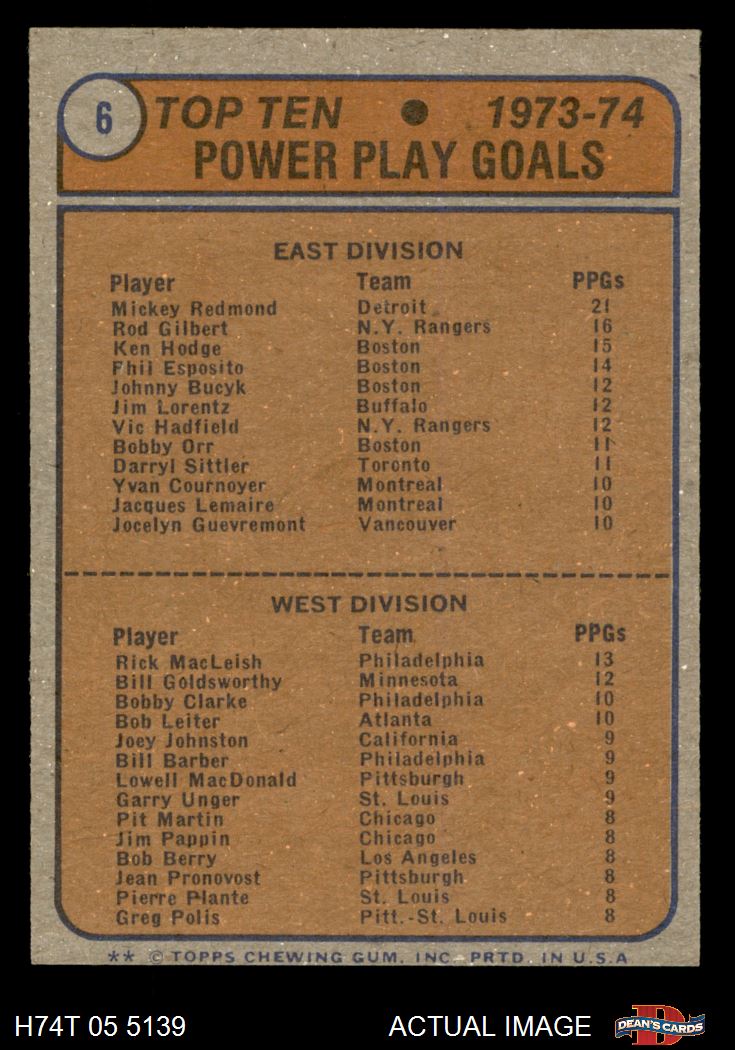 6
TOP TEN ● 1973-74
POWER PLAY GOALS
EAST DIVISION
Player Team PPGs
Mickey Redmond Detroit 21
Rod Gilbert N.Y. Rangers 16
Ken Hodge Boston 15
Phil Esposito Boston 14
Johnny Bucyk Boston 12
Jim Lorentz Buffalo 12
Vic Hadfield N.Y. Rangers 12
Bobby Orr Boston 11
Darryl Sittler Toronto 11
Yvan Cournoyer Montreal 10
Jacques Lemaire Montreal 10
Jocelyn Guevremont Vancouver 10
WEST DIVISION
Player Team PPGs
Rick MacLeish Philadelphia 13
Bill Goldsworthy Minnesota 12
Bobby Clarke Philadelphia 10
Bob Leiter Atlanta 10
Joey Johnston California 9
Bill Barber Philadelphia 9
Lowell MacDonald Pittsburgh 9
Garry Unger St. Louis 9
Pit Martin Chicago 8
Jim Pappin Chicago 8
Bob Berry Los Angeles 8
Jean Pronovost Pittsburgh 8
Pierre Plante St. Louis 8
Greg Polis Pitt.-St. Louis 8
** © TOPPS CHEWING GUM, INC. PRTD. IN U.S.A
H74T 05 5139 ACTUAL IMAGE D DEAN'S CARDS